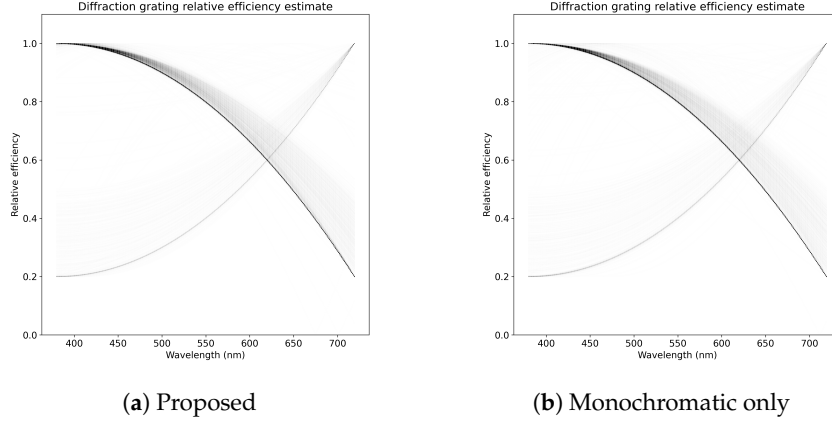 Diffraction grating relative efficiency estimate
1.0
0.8
0.6
0.4
0.2
0.0
Relative efficiency
400 450 500 550 600 650 700
Wavelength (nm)
(a) Proposed
Diffraction grating relative efficiency estimate
1.0
0.8
0.6
0.4
0.2
0.0
Relative efficiency
400 450 500 550 600 650 700
Wavelength (nm)
(b) Monochromatic only